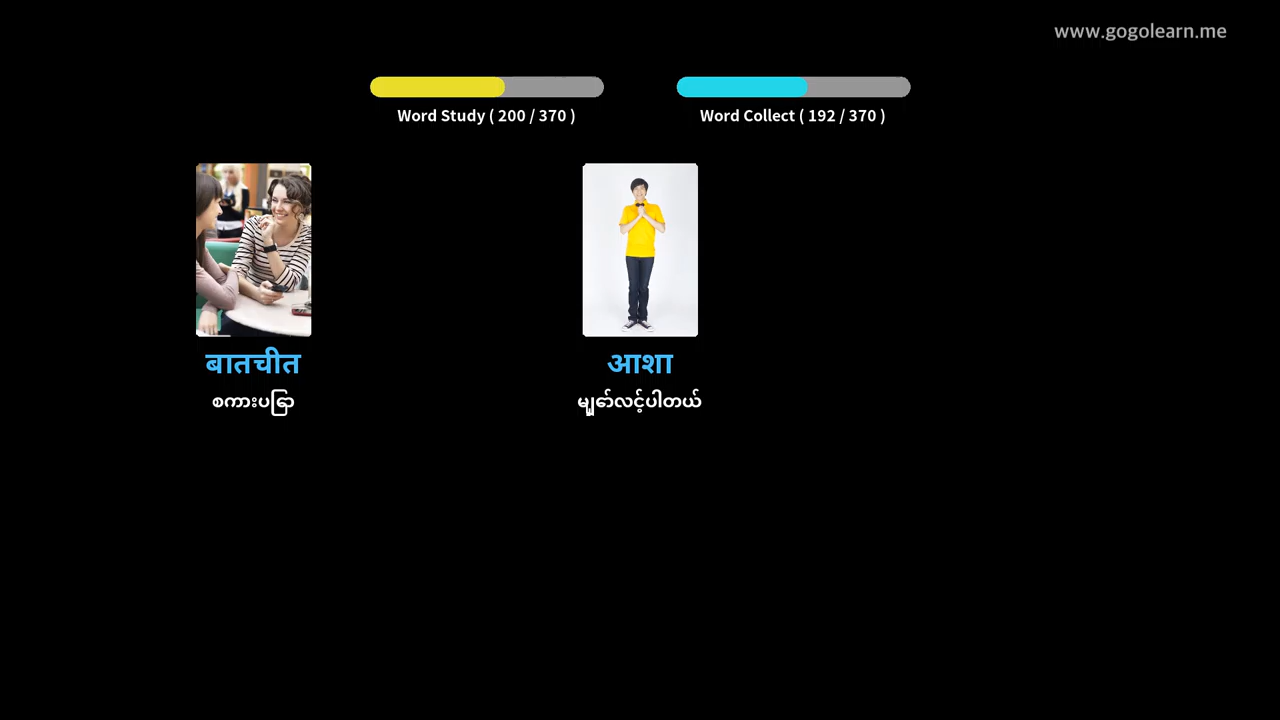 www.gogolearn.me
Word Study ( 200 / 370 )
Word Collect ( 192 / 370 )
बातचीत
စကားပြော
आशा
မျှော်လင့်ပါတယ်